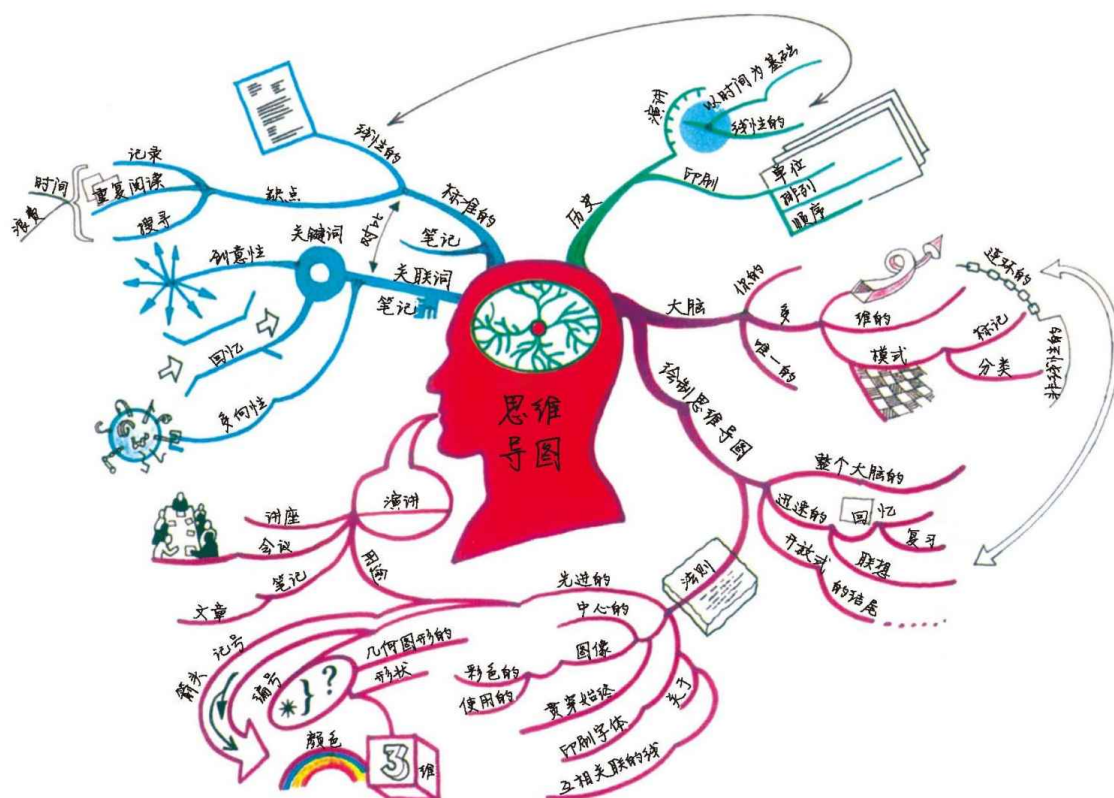 思维
导图
历史
演讲
以时间为基础
线性的
印刷
单位
排列
顺序
大脑
你的
唯一的
多
维的
模式
标记
分类
连环的
非线性的
绘制思维导图
整个大脑的
迅速的
回忆
复习
联想
开放式
的结尾
法则
中心的
图像
彩色的
使用的
贯穿始终
印刷字体
关于
互相关联的线
先进的
记号
箭头
编号
几何图形的
形状
*}?
颜色
3
维
演讲
讲座
会议
用途
笔记
文章
关键词
关联词
笔记
创意性
回忆
多向性
对比
标准的
笔记
线性的
缺点
记录
重复阅读
搜寻
时间
浪费